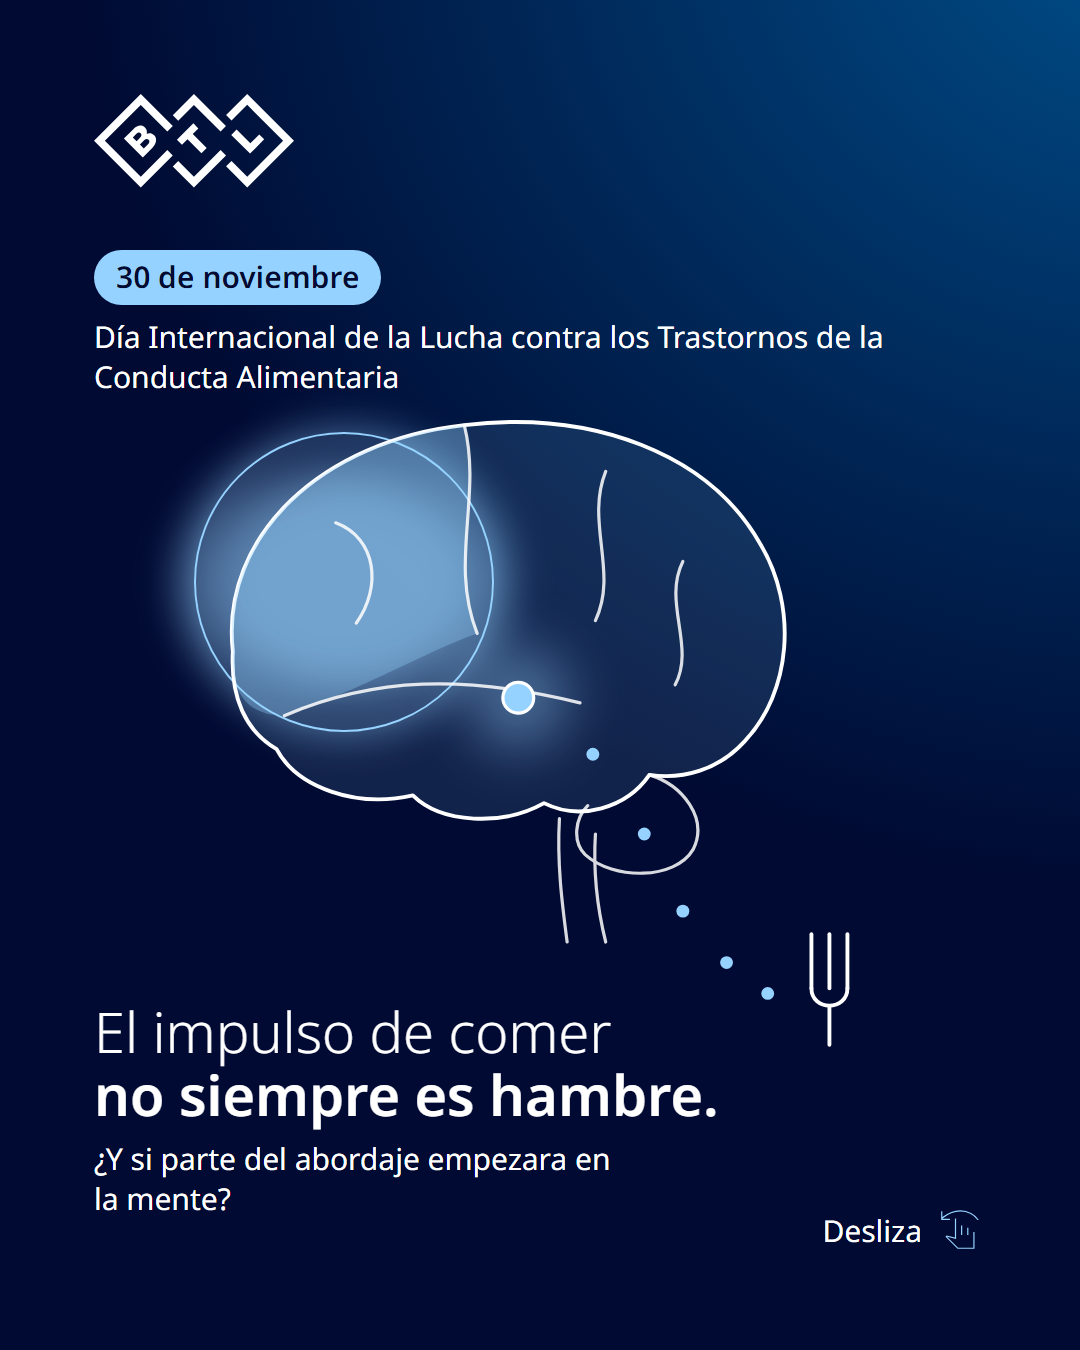 BTL
30 de noviembre
Día Internacional de la Lucha contra los Trastornos de la
Conducta Alimentaria
El impulso de comer
no siempre es hambre.
¿Y si parte del abordaje empezara en
la mente?
Desliza